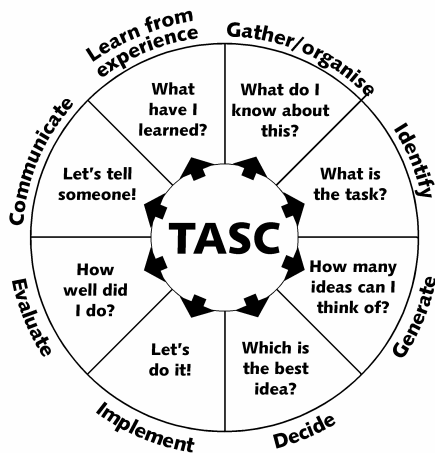 Gather/organise
What do I
know about
this?
Identify
What is
the task?
Generate
How many
ideas can I
think of?
Decide
Which is
the best
idea?
Implement
Let's
do it!
Evaluate
How
well did
I do?
Communicate
Let's tell
someone!
Learn from
experience
What
have I
learned?
TASC